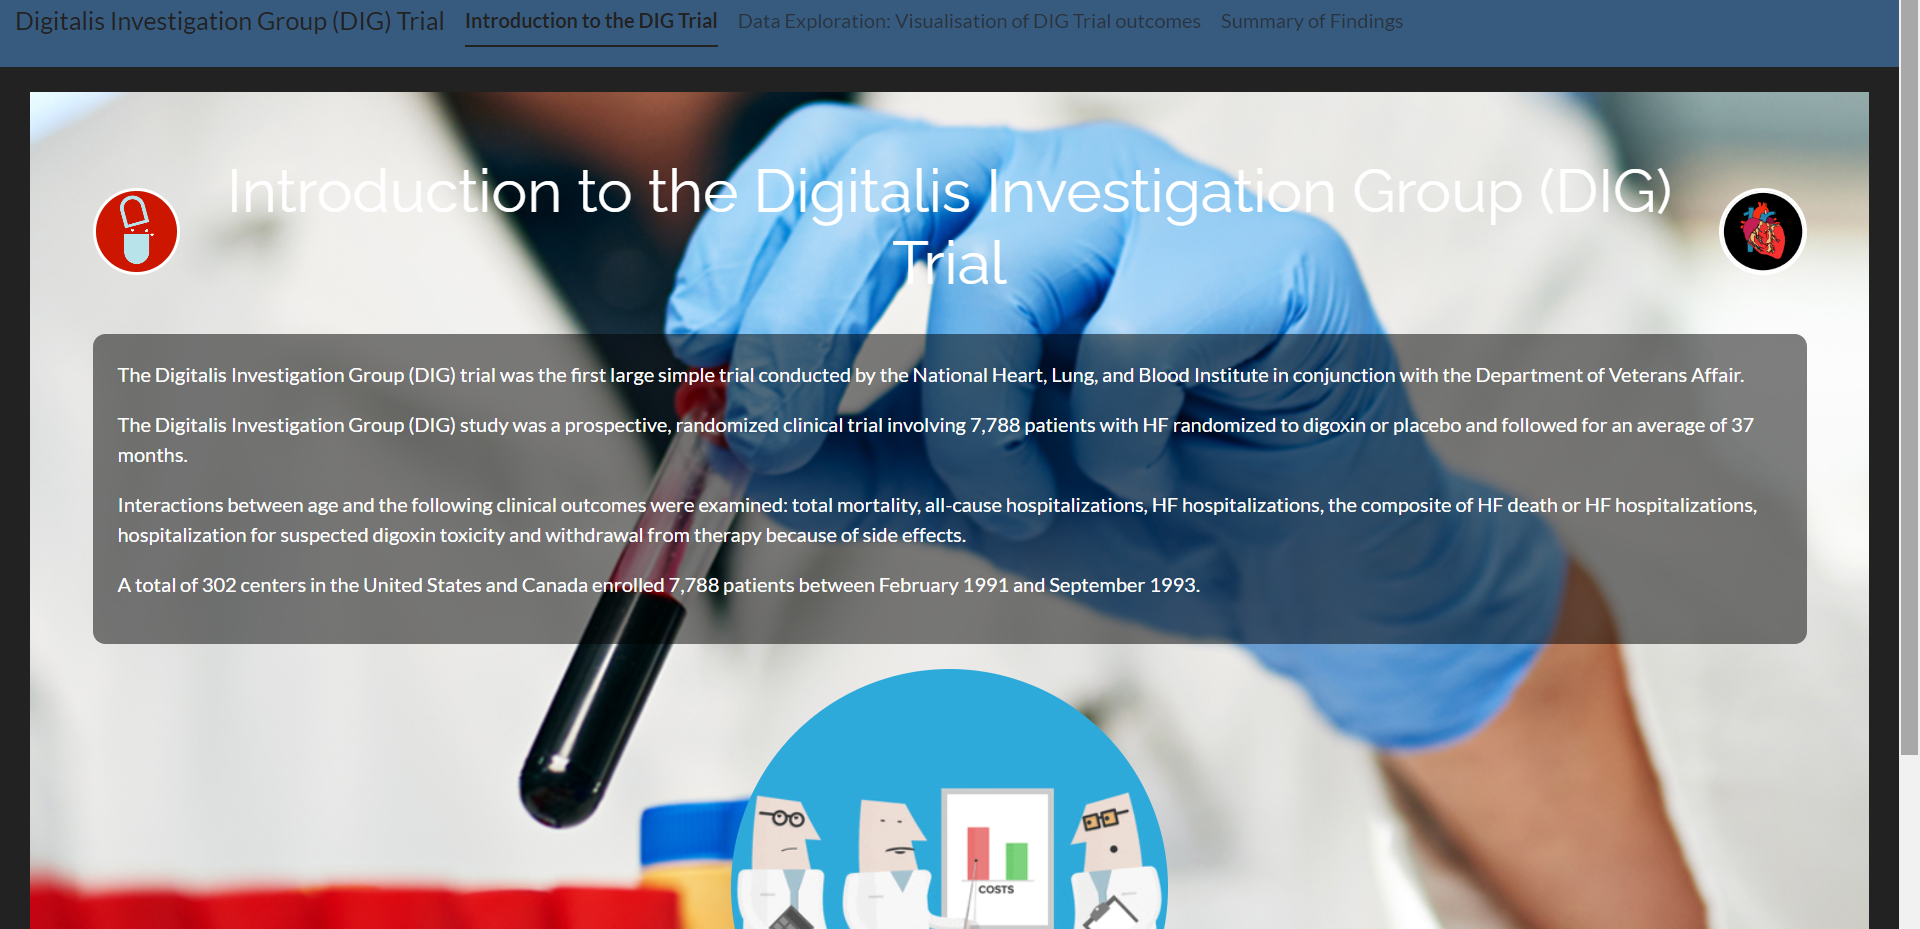 Digitalis Investigation Group (DIG) Trial Introduction to the DIG Trial Data Exploration: Visualisation of DIG Trial outcomes Summary of Findings
Introduction to the Digitalis Investigation Group (DIG)
Trial
The Digitalis Investigation Group (DIG) trial was the first large simple trial conducted by the National Heart, Lung, and Blood Institute in conjunction with the Department of Veterans Affair.
The Digitalis Investigation Group (DIG) study was a prospective, randomized clinical trial involving 7,788 patients with HF randomized to digoxin or placebo and followed for an average of 37
months.
Interactions between age and the following clinical outcomes were examined: total mortality, all-cause hospitalizations, HF hospitalizations, the composite of HF death or HF hospitalizations,
hospitalization for suspected digoxin toxicity and withdrawal from therapy because of side effects.
A total of 302 centers in the United States and Canada enrolled 7,788 patients between February 1991 and September 1993.
COSTS